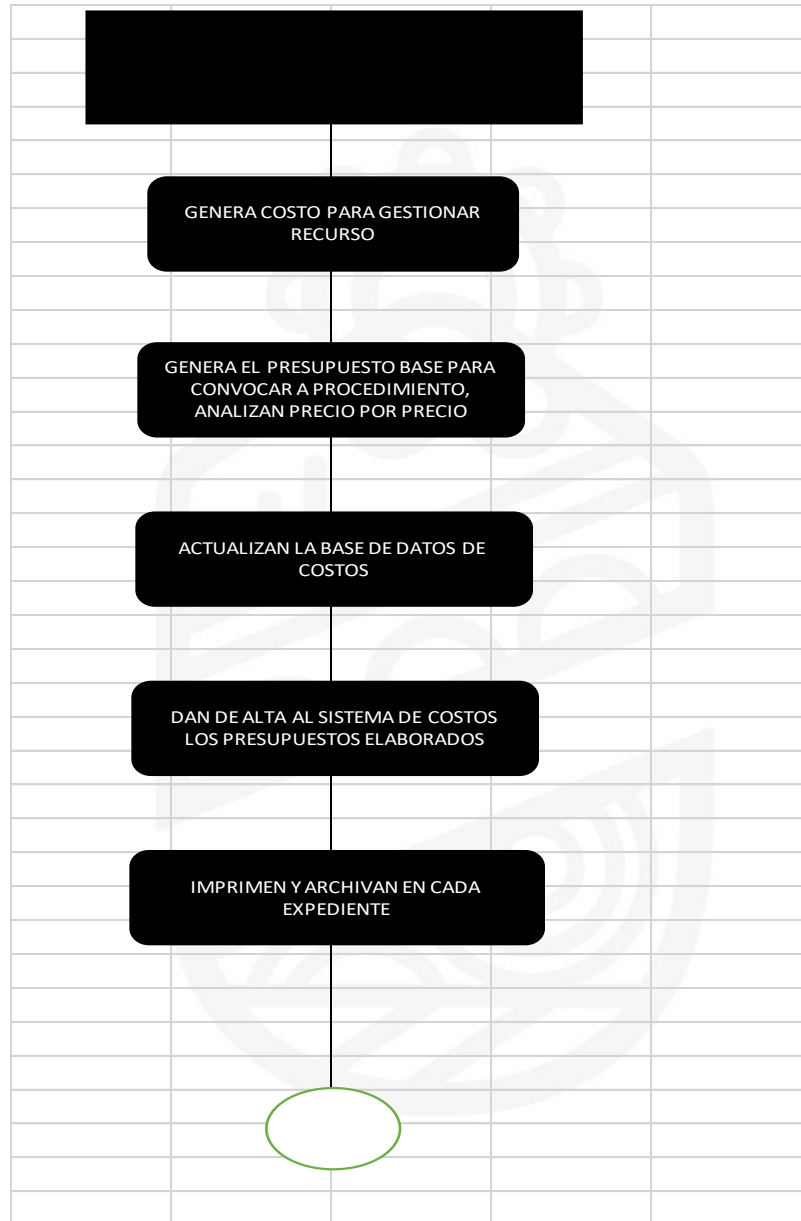 GENERA COSTO PARA GESTIONAR
RECURSO
GENERA EL PRESUPUESTO BASE PARA
CONVOCAR A PROCEDIMIENTO,
ANALIZAN PRECIO POR PRECIO
ACTUALIZAN LA BASE DE DATOS DE
COSTOS
DAN DE ALTA AL SISTEMA DE COSTOS
LOS PRESUPUESTOS ELABORADOS
IMPRIMEN Y ARCHIVAN EN CADA
EXPEDIENTE